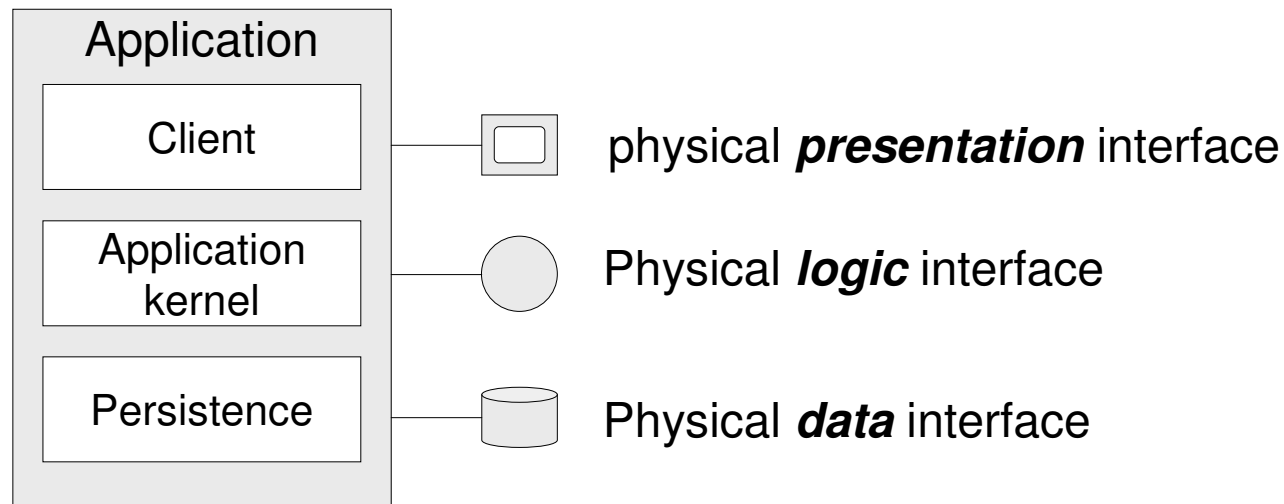 Application
Client
physical presentation interface
Application
kernel
Physical logic interface
Persistence
Physical data interface